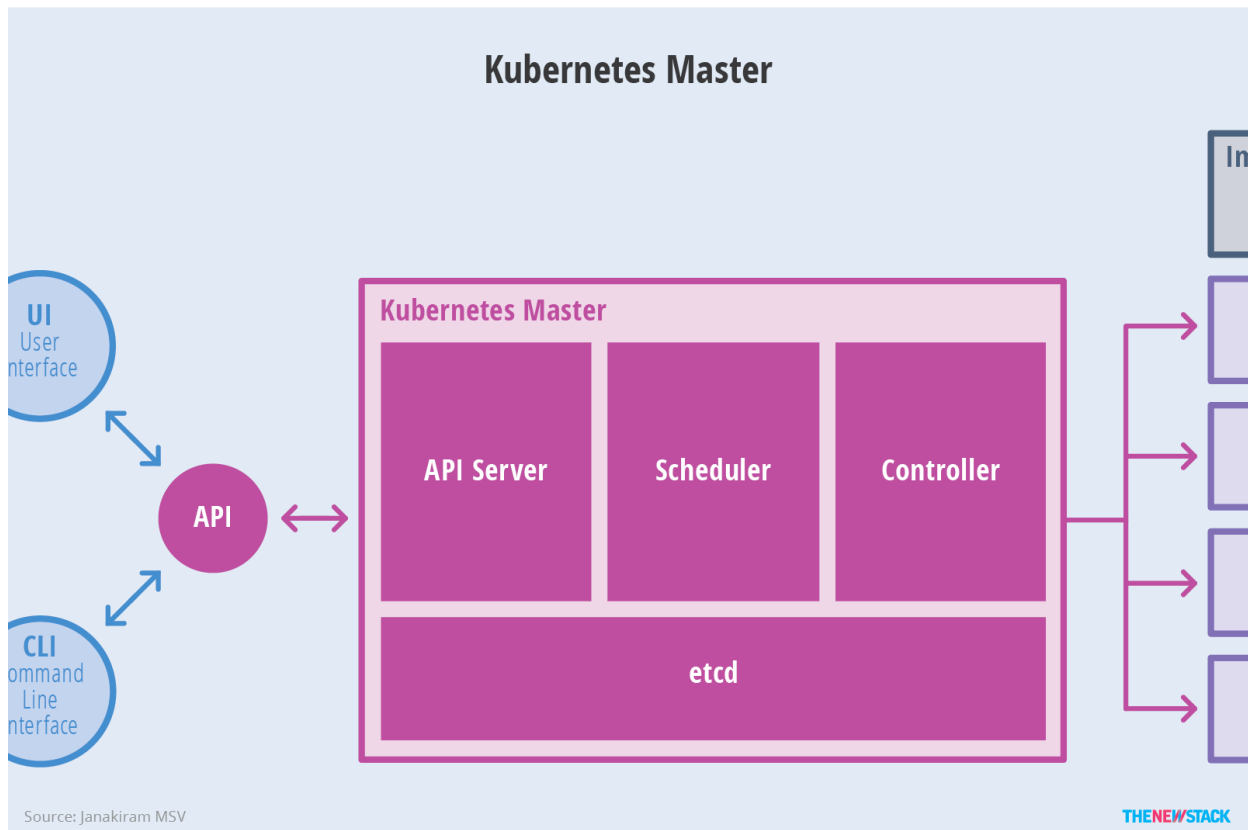 Kubernetes Master
Im
UI
User
nterface
Kubernetes Master
API Server
Scheduler
Controller
API
etcd
CLI
ommand
Line
nterface
Source: Janakiram MSV
THENEWSTACK